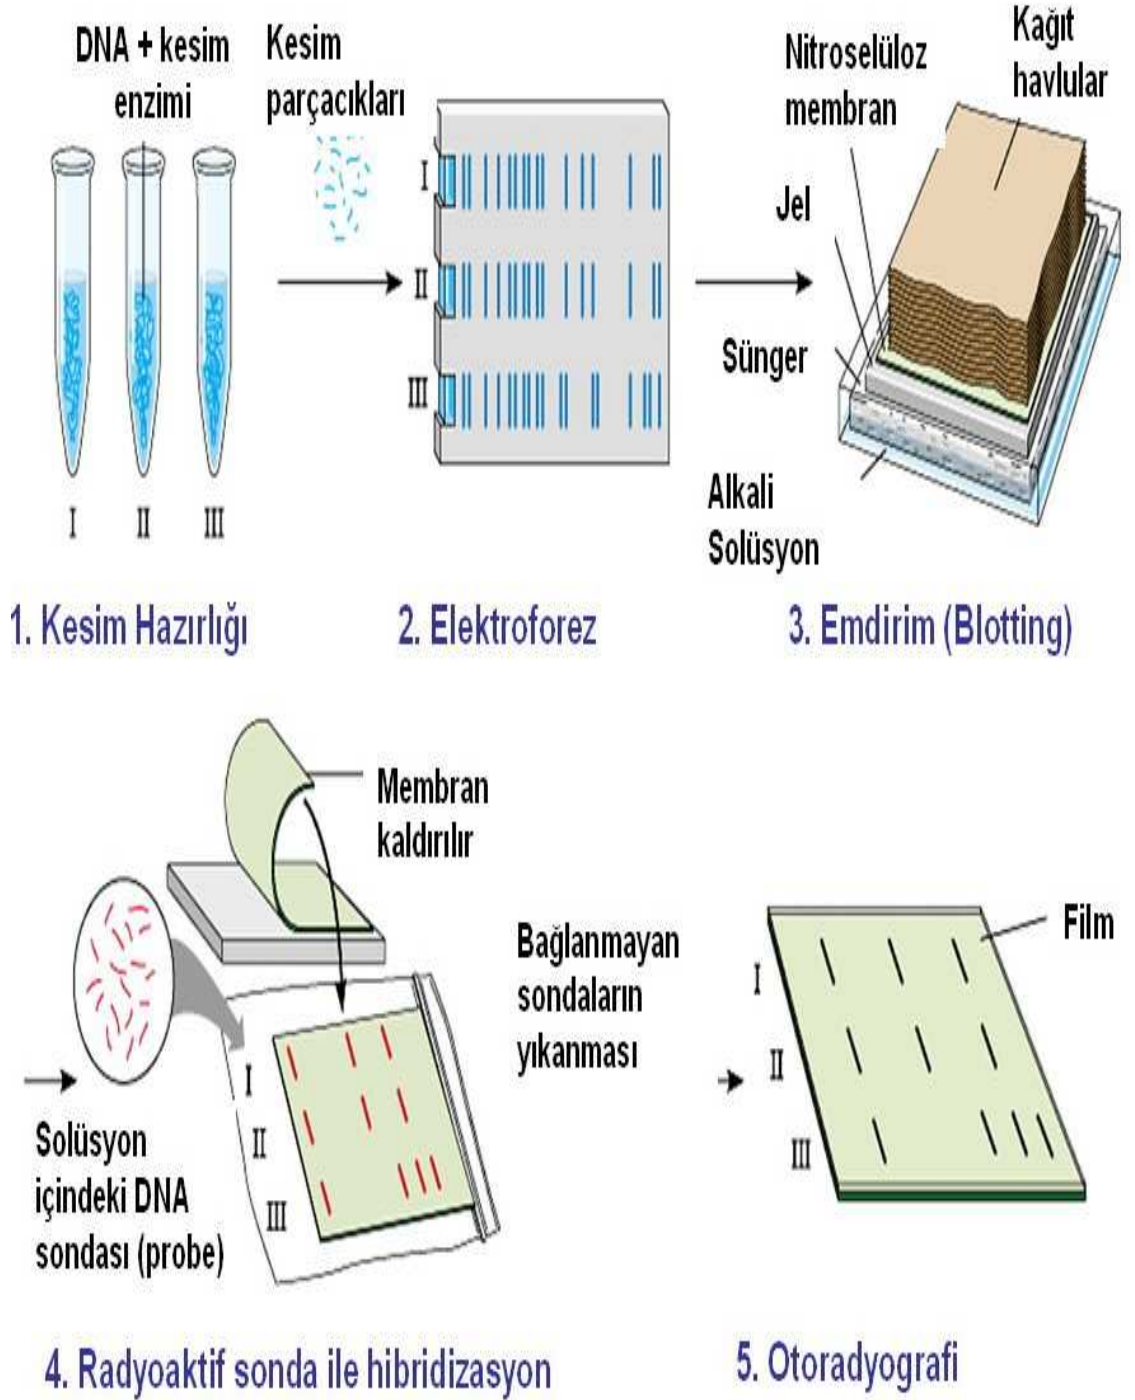 DNA + kesim
enzimi
Kesim
parçacıkları
I
II
III
I
II
III
Nitroselüloz
membran
Kağıt
havlular
Jel
Sünger
Alkali
Solüsyon
1. Kesim Hazırlığı
2. Elektroforez
3. Emdirim (Blotting)
Membran
kaldırılır
Solüsyon
içindeki DNA
sondası (probe)
I
II
III
Bağlanmayan
sondaların
yıkanması
Film
I
II
III
4. Radyoaktif sonda ile hibridizasyon
5. Otoradyografi